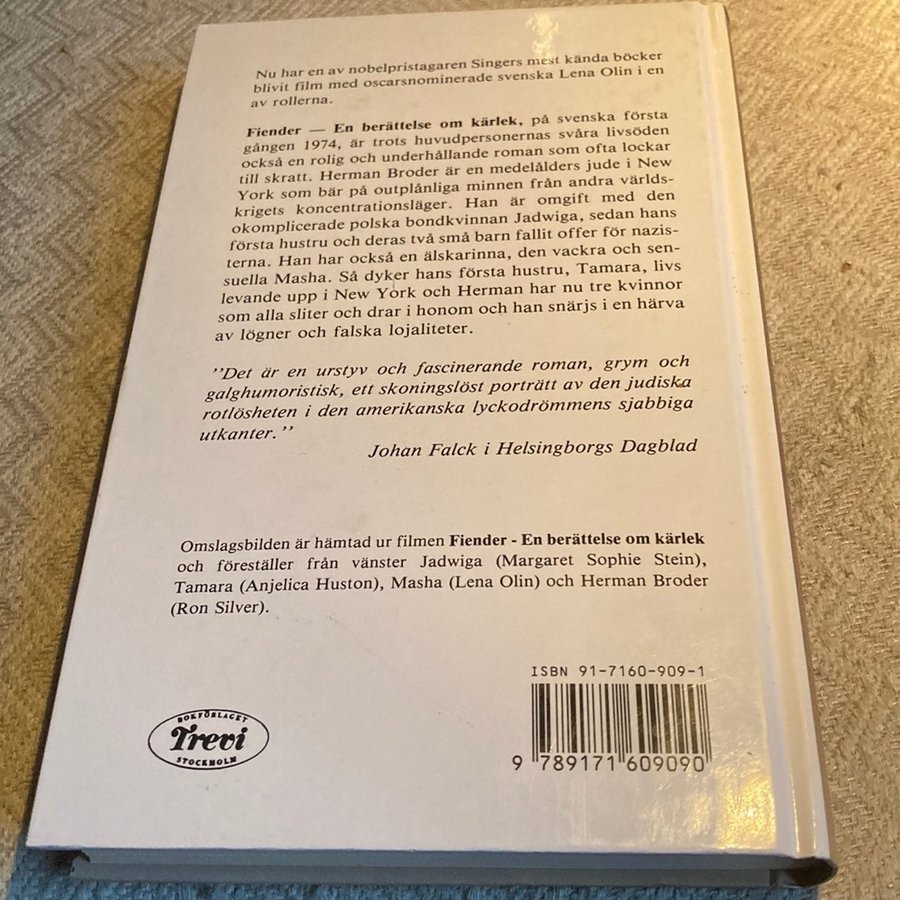 Nu har en av nobelpristagaren Singers mest kända böcker
blivit film med oscarsnominerade svenska Lena Olin i en
av rollerna.
Fiender — En berättelse om kärlek, på svenska första
gången 1974, är trots huvudpersonernas svåra livsöden
också en rolig och underhållande roman som ofta lockar
till skratt. Herman Broder är en medelålders jude i New
York som bär på outplånliga minnen från andra världs-
krigets koncentrationsläger. Han är omgift med den
okomplicerade polska bondkvinnan Jadwiga, sedan hans
första hustru och deras två små barn fallit offer för nazis-
terna. Han har också en älskarinna, den vackra och sen-
suella Masha. Så dyker hans första hustru, Tamara, livs
levande upp i New York och Herman har nu tre kvinnor
som alla sliter och drar i honom och han snärjs i en härva
av lögner och falska lojaliteter.
”Det är en urstyv och fascinerande roman, grym och
galghumoristisk, ett skoningslöst porträtt av den judiska
rotlösheten i den amerikanska lyckodrömmens sjabbiga
utkanter.”
Johan Falck i Helsingborgs Dagblad
Omslagsbilden är hämtad ur filmen Fiender - En berättelse om kärlek
och föreställer från vänster Jadwiga (Margaret Sophie Stein),
Tamara (Anjelica Huston), Masha (Lena Olin) och Herman Broder
(Ron Silver).
ISBN 91-7160-909-1
BOKFÖRLAGET
Trevi
STOCKHOLM
9 789171 609090